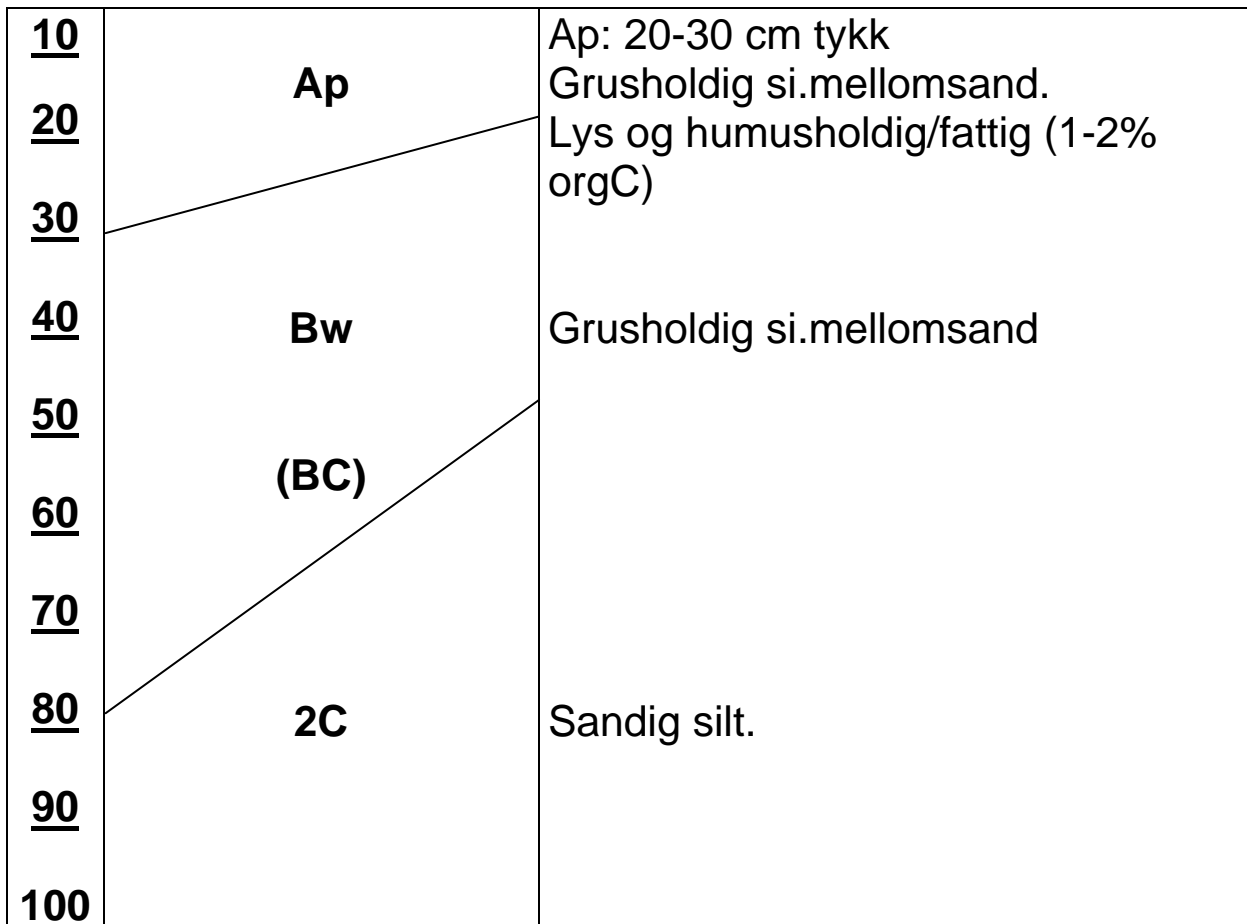 10
Ap: 20-30 cm tykk
Ap
Grusholdig si.mellomsand.
20
Lys og humusholdig/fattig (1-2%
orgC)
30
40
Bw
Grusholdig si.mellomsand
50
(BC)
60
70
80
2C
Sandig silt.
90
100